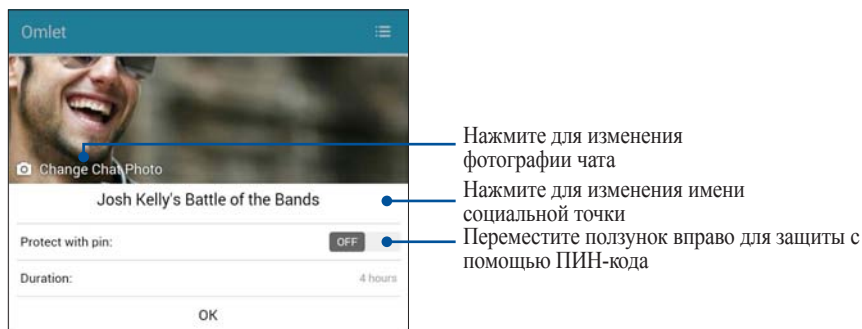 Omlet
Change Chat Photo
Josh Kelly's Battle of the Bands
Protect with pin:
OFF
Duration:
4 hours
OK
Нажмите для изменения
фотографии чата
Нажмите для изменения имени
социальной точки
Переместите ползунок вправо для защиты с
помощью ПИН-кода